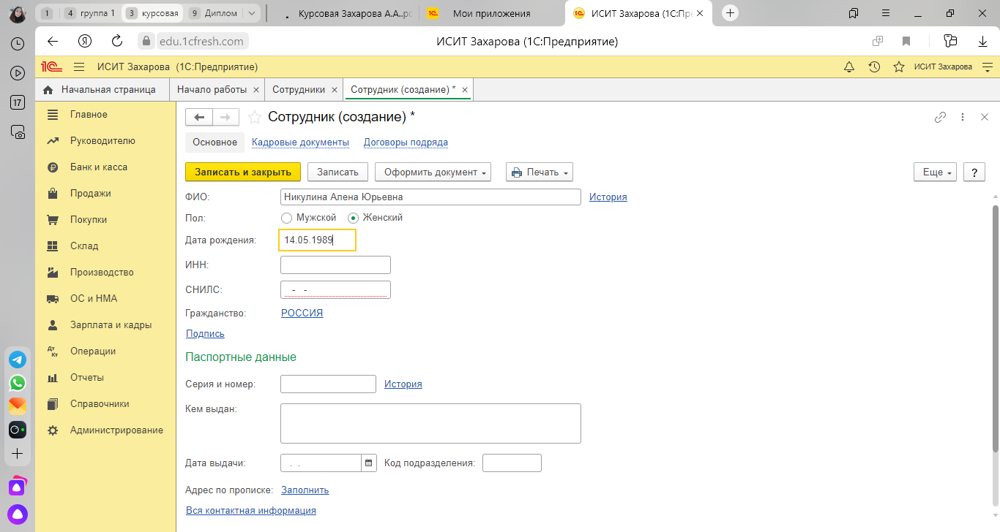 1 4 группа 1 3 курсовая 9 Диплом Курсовая Захарова А.А..рс Мои приложения ИСИТ Захарова (1С:Пре
edu.1cfresh.com ИСИТ Захарова (1С:Предприятие)
ИСИТ Захарова (1С:Предприятие) ИСИТ Захарова
Начальная страница Начало работы Сотрудники Сотрудник (создание) *
17
Главное
Руководителю
Банк и касса
Продажи
Покупки
Склад
Производство
ОС и НМА
Зарплата и кадры
Дт Кт Операции
Отчеты
Справочники
Администрирование
Сотрудник (создание) *
Основное Кадровые документы Договоры подряда
Записать и закрыть Записать Оформить документ Печать Еще ?
ФИО: Никулина Алена Юрьевна История
Пол: Мужской Женский
Дата рождения: 14.05.1989
ИНН:
СНИЛС: - -
Гражданство: РОССИЯ
Подпись
Паспортные данные
Серия и номер: История
Кем выдан:
Дата выдачи: . . Код подразделения:
Адрес по прописке: Заполнить
Вся контактная информация